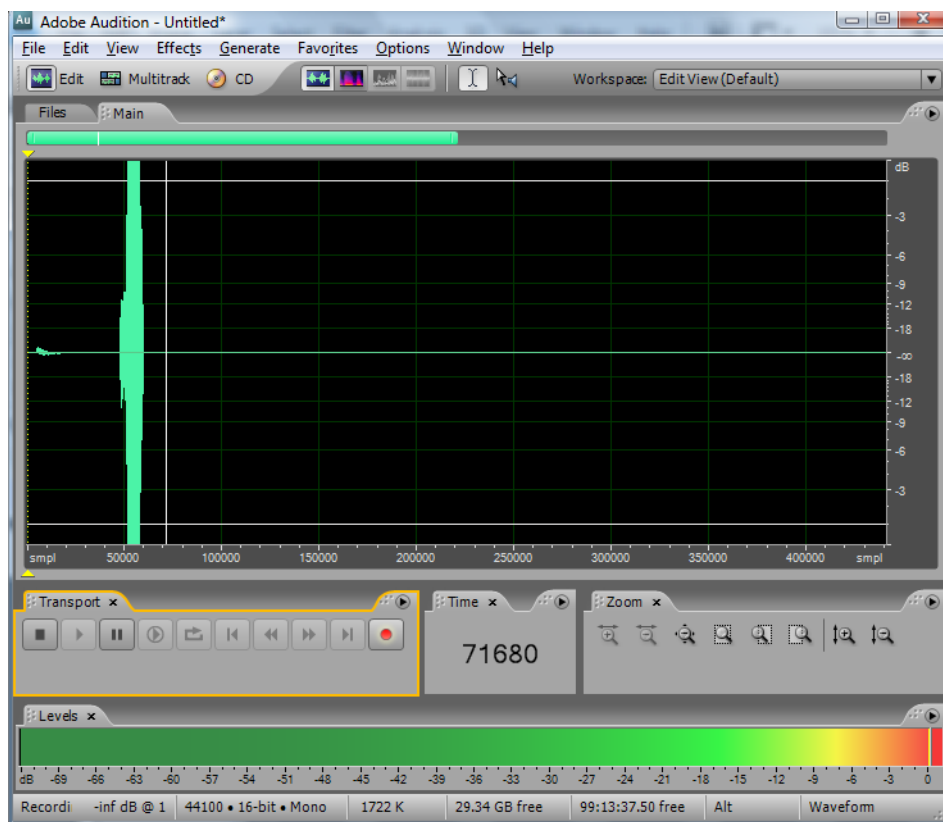 Au Adobe Audition - Untitled*
File Edit View Effects Generate Favorites Options Window Help
Edit Multitrack CD Workspace: Edit View (Default)
Files Main
dB
-3
-6
-9
-12
-18
-∞
-18
-12
-9
-6
-3
smpl 50000 100000 150000 200000 250000 300000 350000 400000 smpl
Transport x Time x Zoom x
71680
Levels x
dB -69 -66 -63 -60 -57 -54 -51 -48 -45 -42 -39 -36 -33 -30 -27 -24 -21 -18 -15 -12 -9 -6 -3 0
Recordi -inf dB @ 1 44100 • 16-bit • Mono 1722 K 29.34 GB free 99:13:37.50 free Alt Waveform